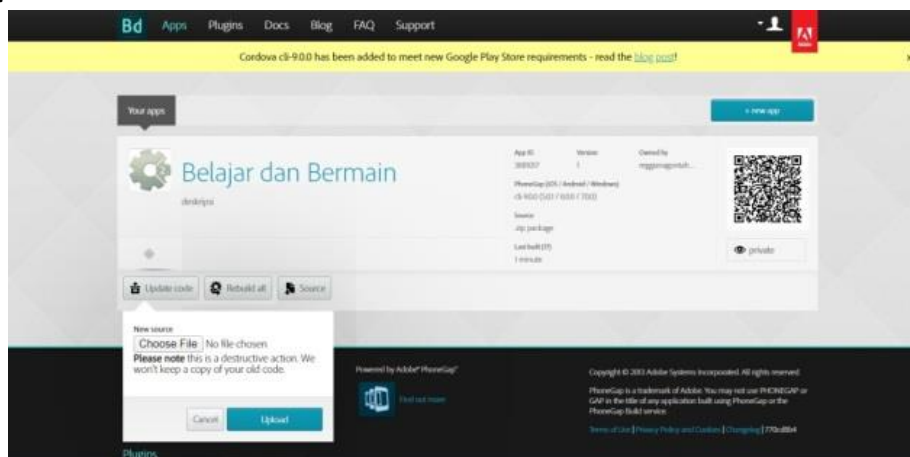 Bd Apps Plugins Docs Blog FAQ Support
Cordova cli-9.0.0 has been added to meet new Google Play Store requirements - read the blog post!
Your apps
+ new app
Belajar dan Bermain
deskripsi
App ID
Version
1
Owned by
PhoneGap (iOS / Android / Windows)
Source
.zip package
Last built
1 minute
private
Update code Rebuild all Source
New source
Choose File No file chosen
Please note this is a destructive action. We
won't keep a copy of your old code.
Cancel Upload
Powered by Adobe® PhoneGap™
Find out more
Copyright © 2013 Adobe Systems Incorporated. All rights reserved.
PhoneGap is a trademark of Adobe. You may not use PHONEGAP or
GAP in the title of any application built using PhoneGap or the
PhoneGap Build service.
Terms of Use | Privacy Policy and Cookies | Changelog |
Plugins